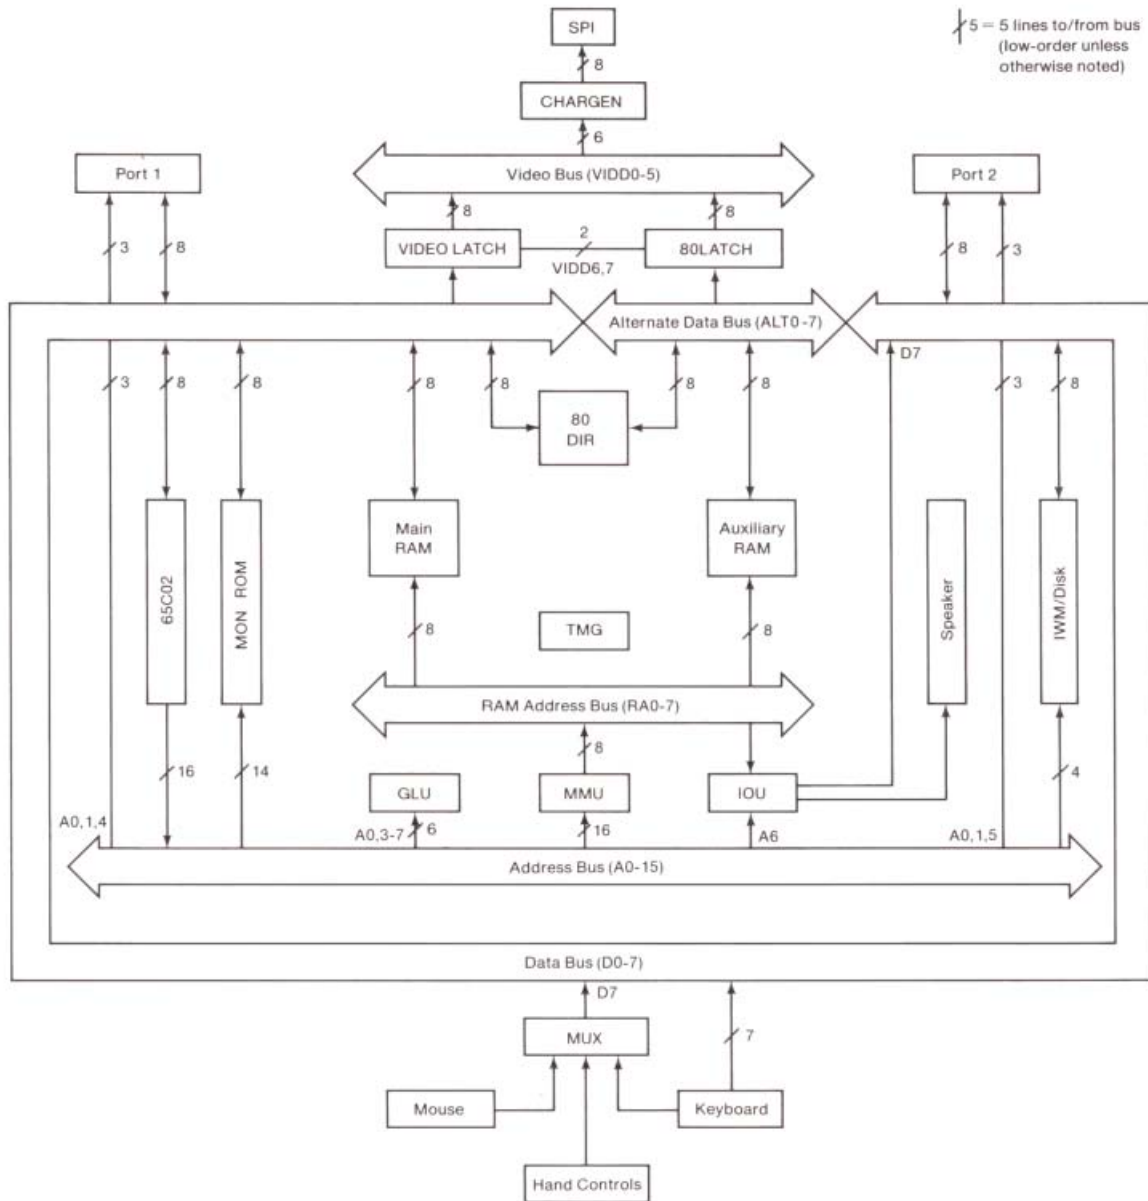 SPI
5 = 5 lines to/from bus
(low-order unless
otherwise noted)
8
CHARGEN
6
Port 1
Video Bus (VIDD0-5)
Port 2
8
8
3
8
VIDEO LATCH
2
80LATCH
8
3
VIDD6,7
Alternate Data Bus (ALT0-7)
D7
3
8
8
8
8
8
8
3
8
80
DIR
65C02
MON ROM
Main
RAM
Auxiliary
RAM
Speaker
IWM/Disk
8
TMG
8
RAM Address Bus (RA0-7)
16
14
8
4
GLU
MMU
IOU
A0,1,4
A0,3-7
6
16
A6
A0,1,5
Address Bus (A0-15)
Data Bus (D0-7)
D7
MUX
7
Mouse
Keyboard
Hand Controls